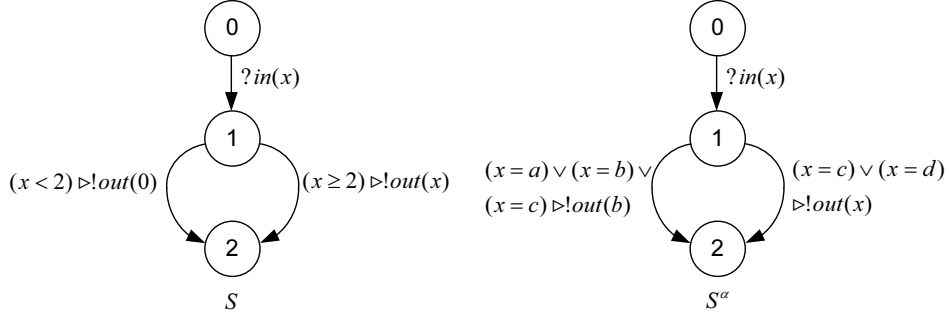 0
?in(x)
1
(x < 2) ▷!out(0)
(x ≥ 2) ▷!out(x)
2
S
0
?in(x)
1
(x = a) ∨ (x = b) ∨
(x = c) ▷!out(b)
(x = c) ∨ (x = d)
▷!out(x)
2
S^α